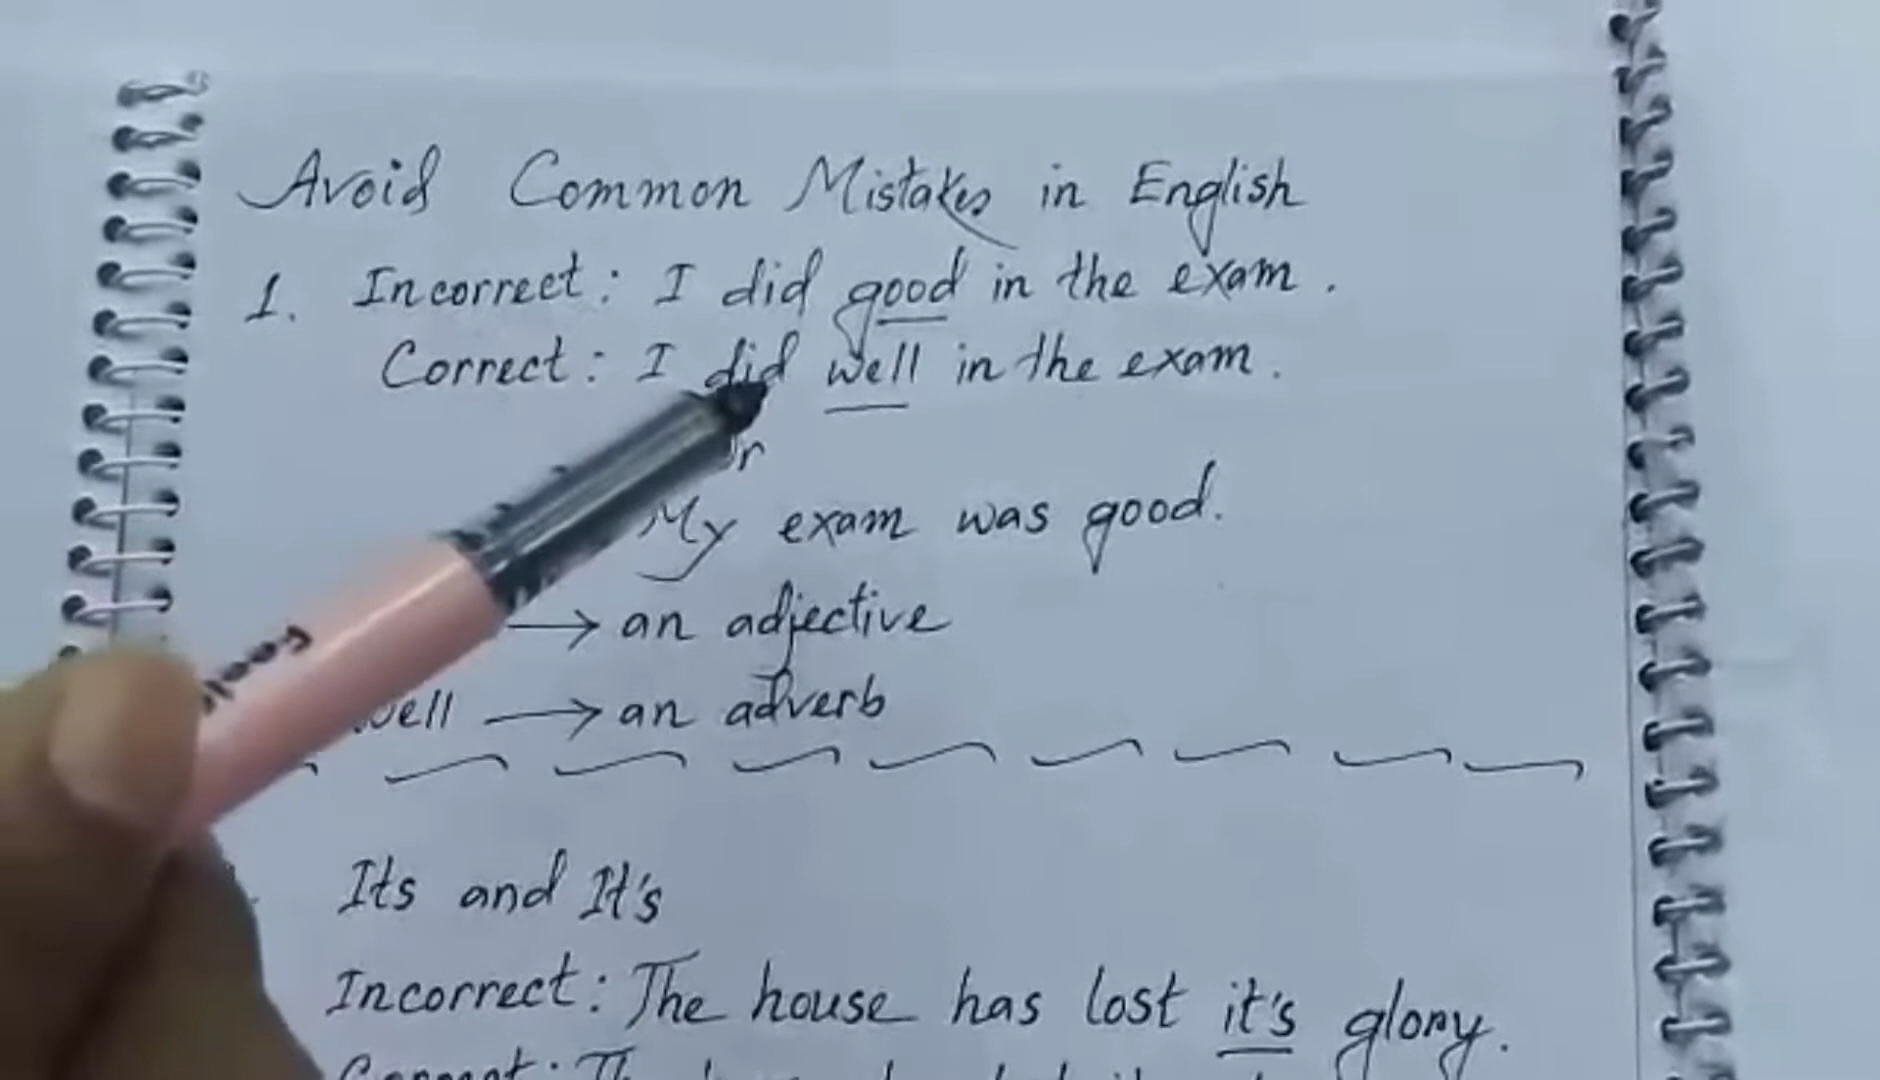 Avoid Common Mistakes in English
1. Incorrect: I did good in the exam.
Correct: I did well in the exam.
My exam was good.
→ an adjective
well → an adverb
Its and It's
Incorrect: The house has lost it's glory.